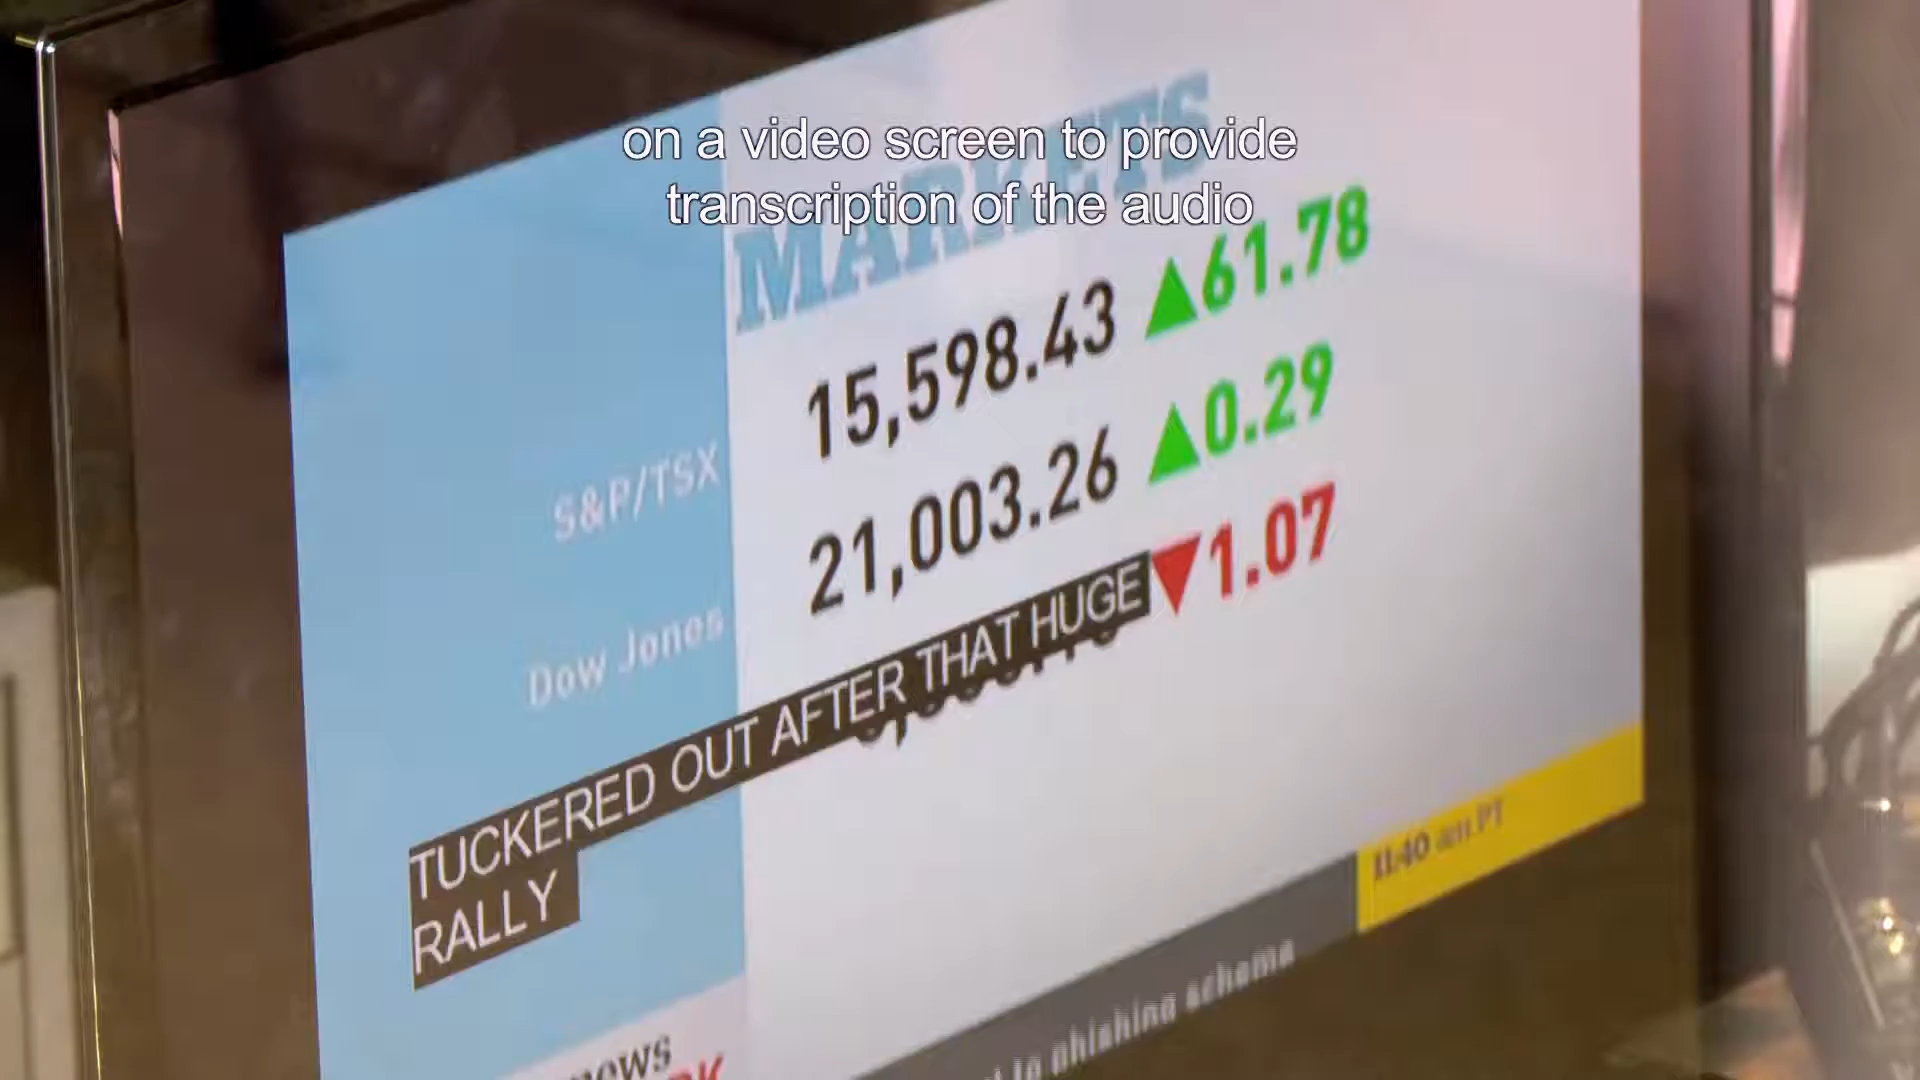 on a video screen to provide
transcription of the audio
MARKETS
15,598.43 ▲61.78
S&P/TSX
21,003.26 ▲0.29
Dow Jones
▼1.07
TUCKERED OUT AFTER THAT HUGE
RALLY
11:40 am PT
to phishing scheme
news